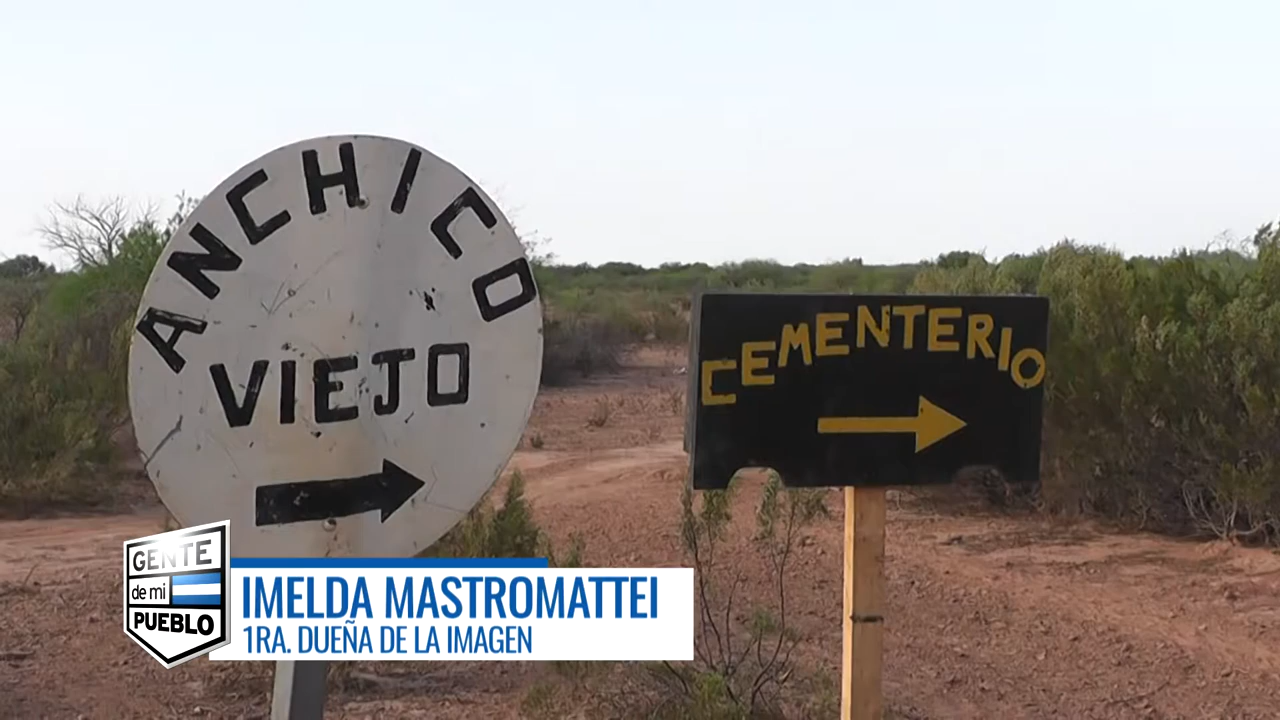 ANCHICO
VIEJO
CEMENTERIO
GENTE
de mi
PUEBLO
IMELDA MASTROMATTEI
1RA. DUEÑA DE LA IMAGEN